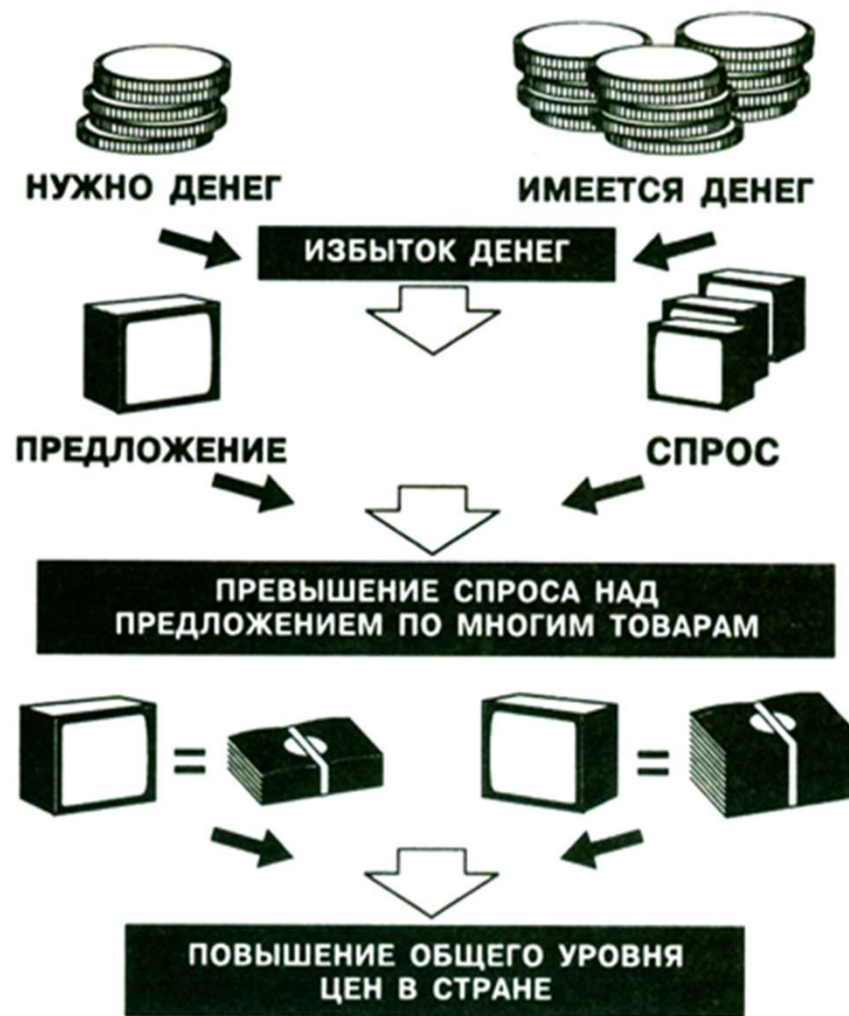 НУЖНО ДЕНЕГ
ИМЕЕТСЯ ДЕНЕГ
ИЗБЫТОК ДЕНЕГ
ПРЕДЛОЖЕНИЕ
СПРОС
ПРЕВЫШЕНИЕ СПРОСА НАД
ПРЕДЛОЖЕНИЕМ ПО МНОГИМ ТОВАРАМ
=
=
ПОВЫШЕНИЕ ОБЩЕГО УРОВНЯ
ЦЕН В СТРАНЕ